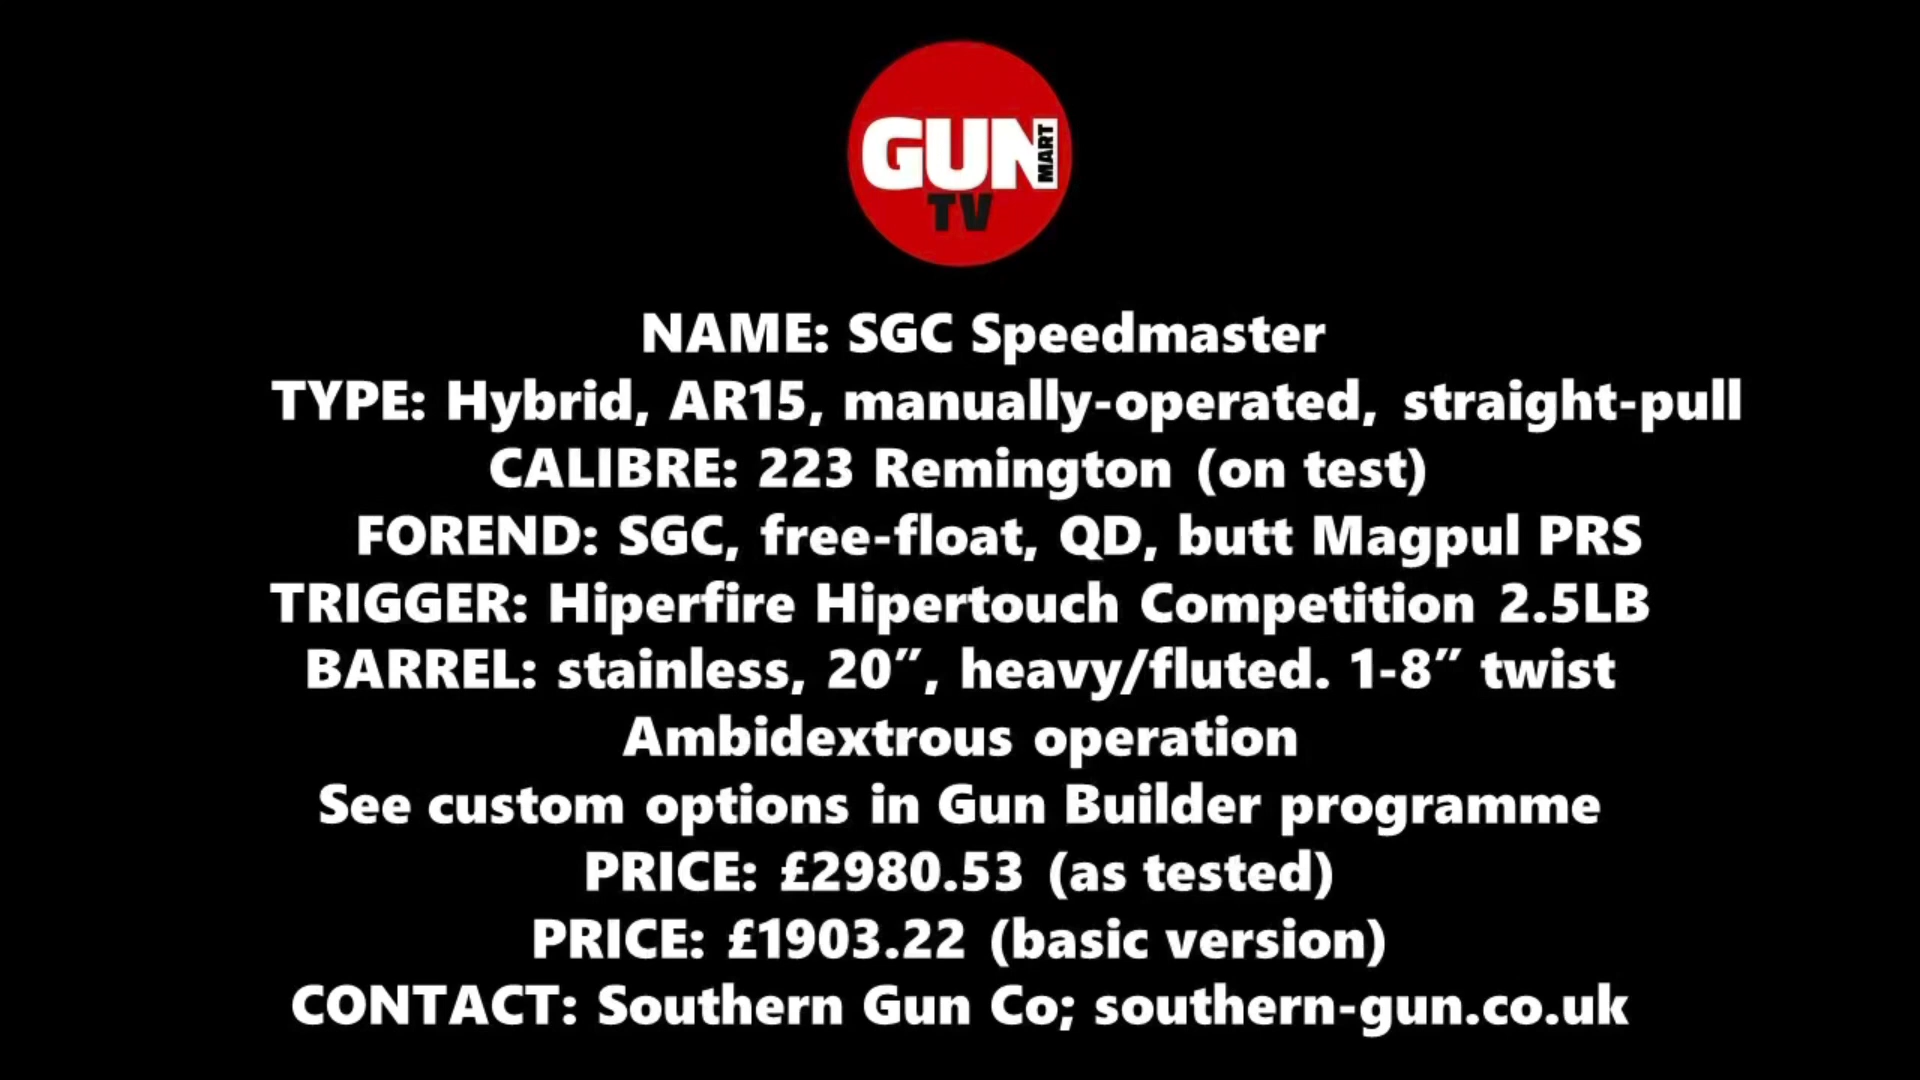 GUN
MART
TV
NAME: SGC Speedmaster
TYPE: Hybrid, AR15, manually-operated, straight-pull
CALIBRE: 223 Remington (on test)
FOREND: SGC, free-float, QD, butt Magpul PRS
TRIGGER: Hiperfire Hipertouch Competition 2.5LB
BARREL: stainless, 20”, heavy/fluted. 1-8” twist
Ambidextrous operation
See custom options in Gun Builder programme
PRICE: £2980.53 (as tested)
PRICE: £1903.22 (basic version)
CONTACT: Southern Gun Co; southern-gun.co.uk